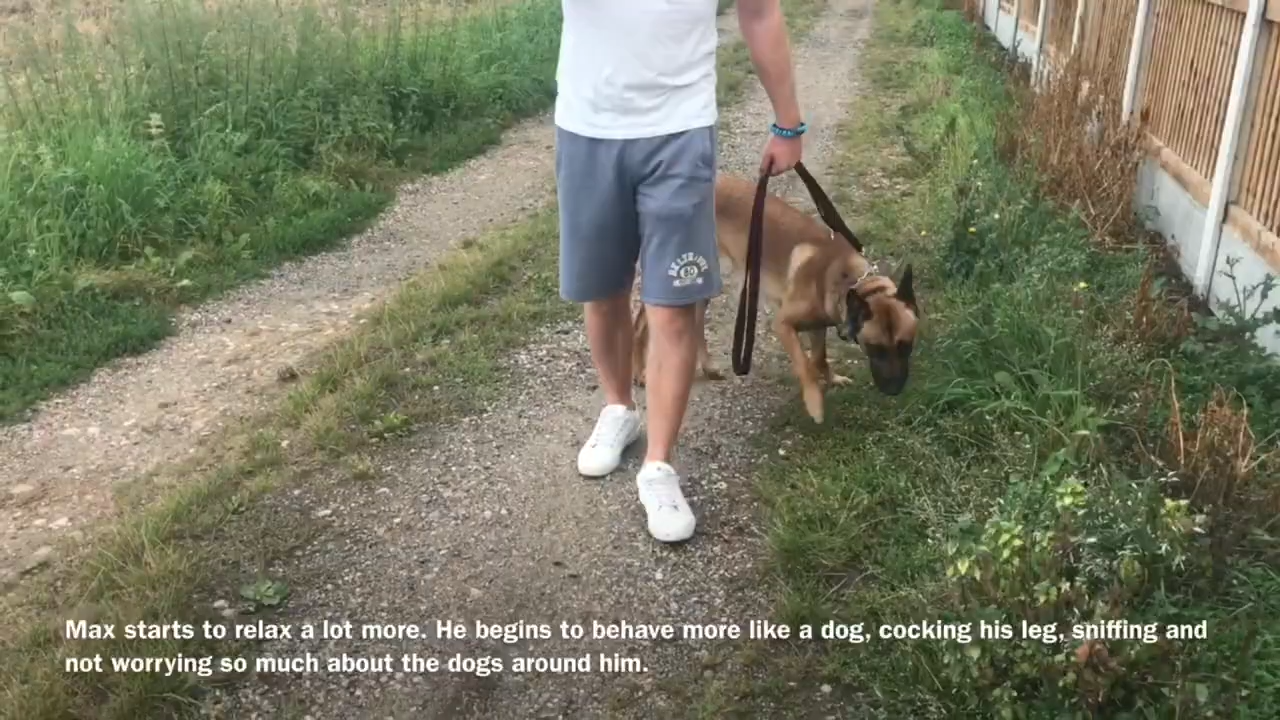 80
Max starts to relax a lot more. He begins to behave more like a dog, cocking his leg, sniffing and
not worrying so much about the dogs around him.